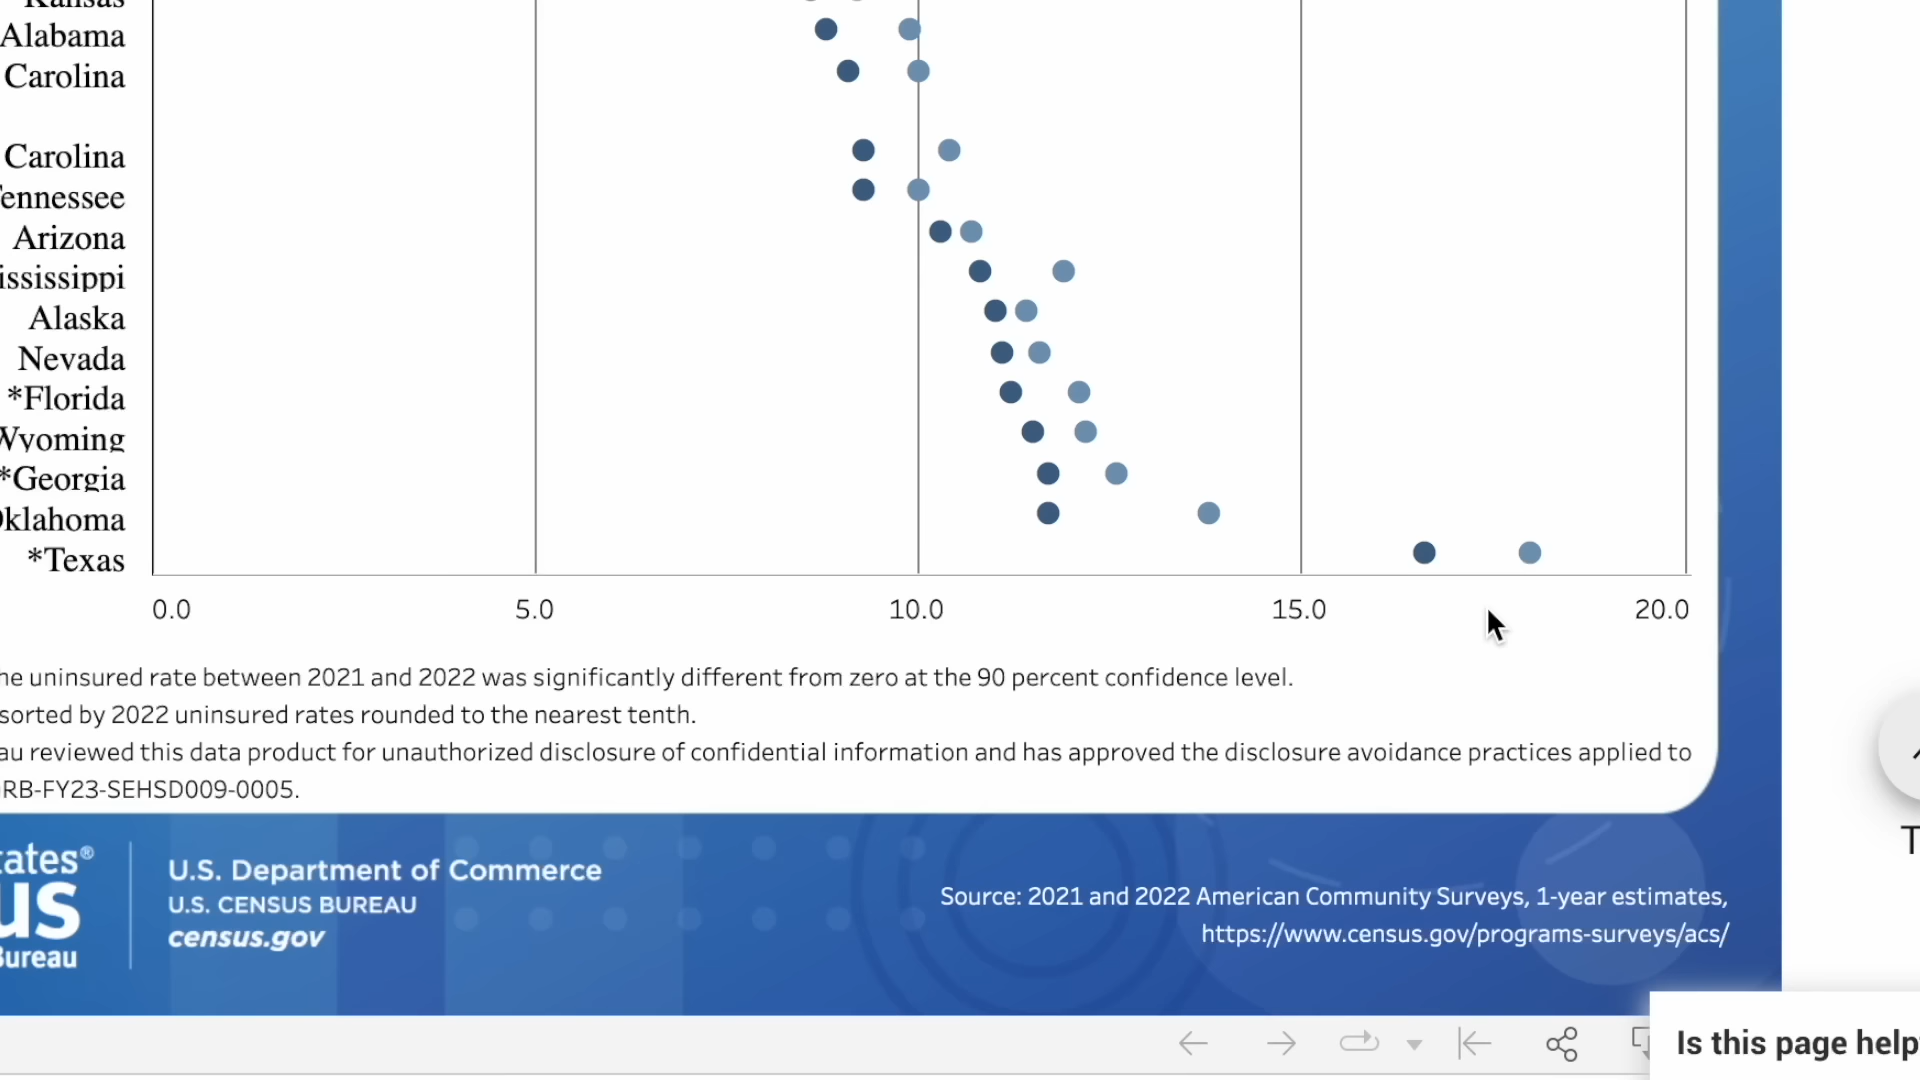 Kansas
Alabama
Carolina
Carolina
ennessee
Arizona
ississippi
Alaska
Nevada
*Florida
Wyoming
*Georgia
Oklahoma
*Texas
0.0 5.0 10.0 15.0 20.0
he uninsured rate between 2021 and 2022 was significantly different from zero at the 90 percent confidence level.
sorted by 2022 uninsured rates rounded to the nearest tenth.
au reviewed this data product for unauthorized disclosure of confidential information and has approved the disclosure avoidance practices applied to
RB-FY23-SEHSD009-0005.
tates®
us
Bureau
U.S. Department of Commerce
U.S. CENSUS BUREAU
census.gov
Source: 2021 and 2022 American Community Surveys, 1-year estimates,
https://www.census.gov/programs-surveys/acs/
T
Is this page help